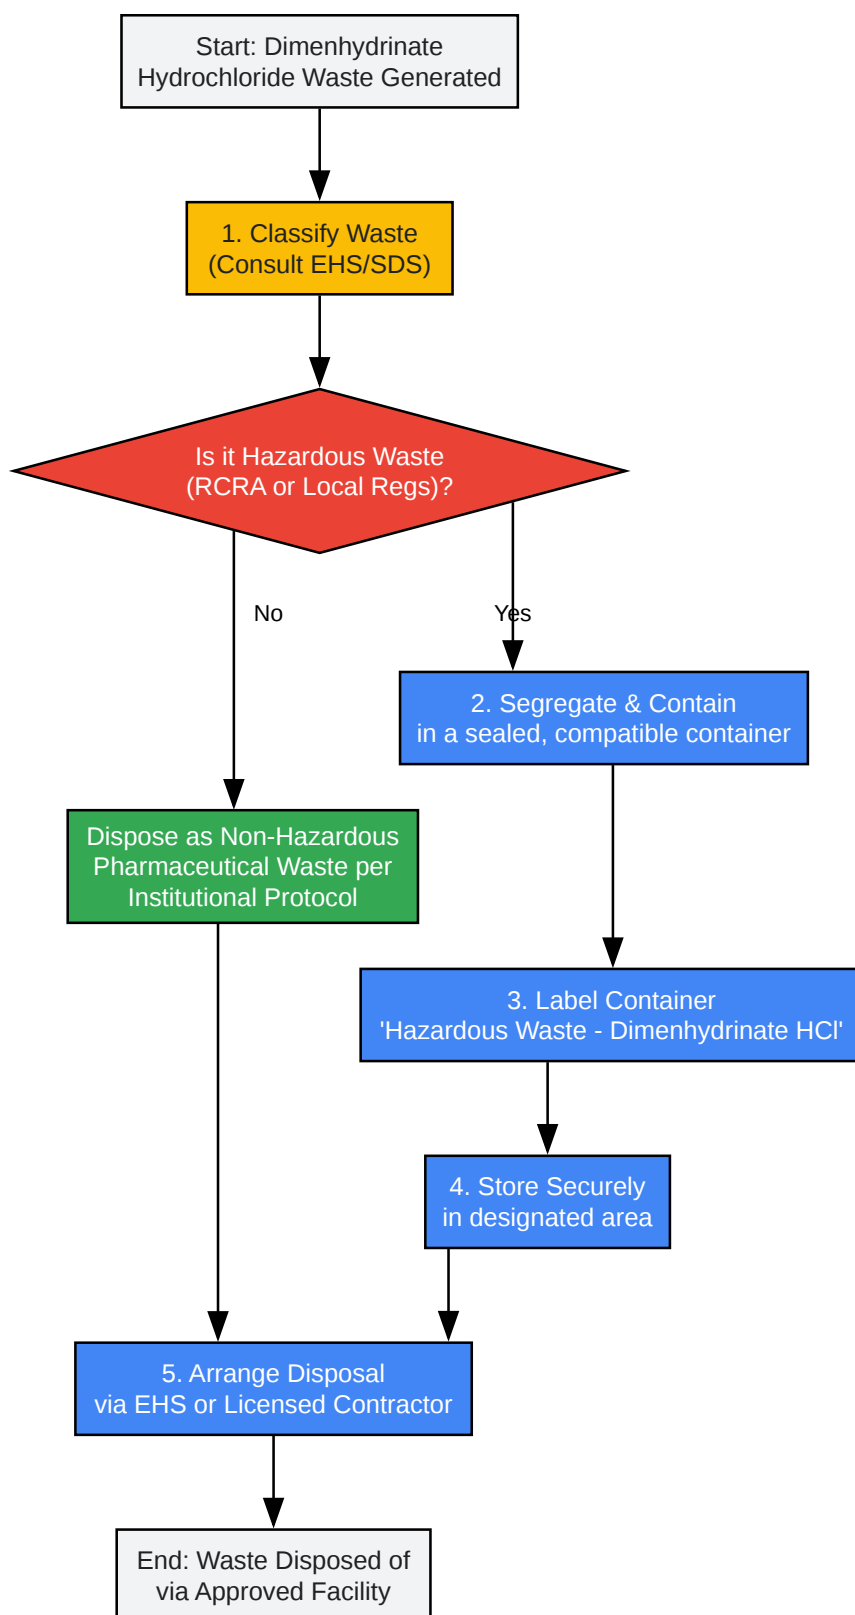 Start: Dimenhydrinate
Hydrochloride Waste Generated
1. Classify Waste
(Consult EHS/SDS)
Is it Hazardous Waste
(RCRA or Local Regs)?
No
Yes
2. Segregate & Contain
in a sealed, compatible container
Dispose as Non-Hazardous
Pharmaceutical Waste per
Institutional Protocol
3. Label Container
'Hazardous Waste - Dimenhydrinate HCl'
4. Store Securely
in designated area
5. Arrange Disposal
via EHS or Licensed Contractor
End: Waste Disposed of
via Approved Facility